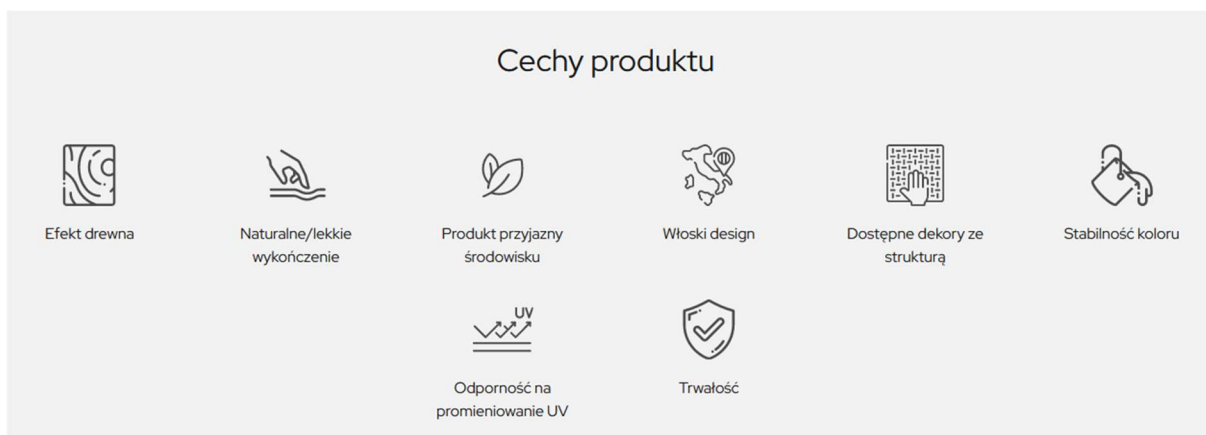 Cechy produktu
Efekt drewna
Naturalne/lekkie
wykończenie
Produkt przyjazny
środowisku
Włoski design
Dostępne dekory ze
strukturą
Stabilność koloru
UV
Odporność na
promieniowanie UV
Trwałość